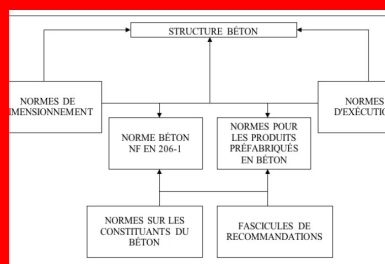 STRUCTURE BÉTON
NORMES DE
IMENSIONNEMENT
NORME BÉTON
NF EN 206-1
NORMES POUR
LES PRODUITS
PRÉFABRIQUÉS
EN BÉTON
NORMES
D'EXÉCUTIO
NORMES SUR LES
CONSTITUANTS DU
BÉTON
FASCICULES DE
RECOMMANDATIONS